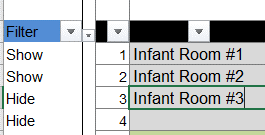 Filter
Show 1 Infant Room #1
Show 2 Infant Room #2
Hide 3 Infant Room #3
Hide 4